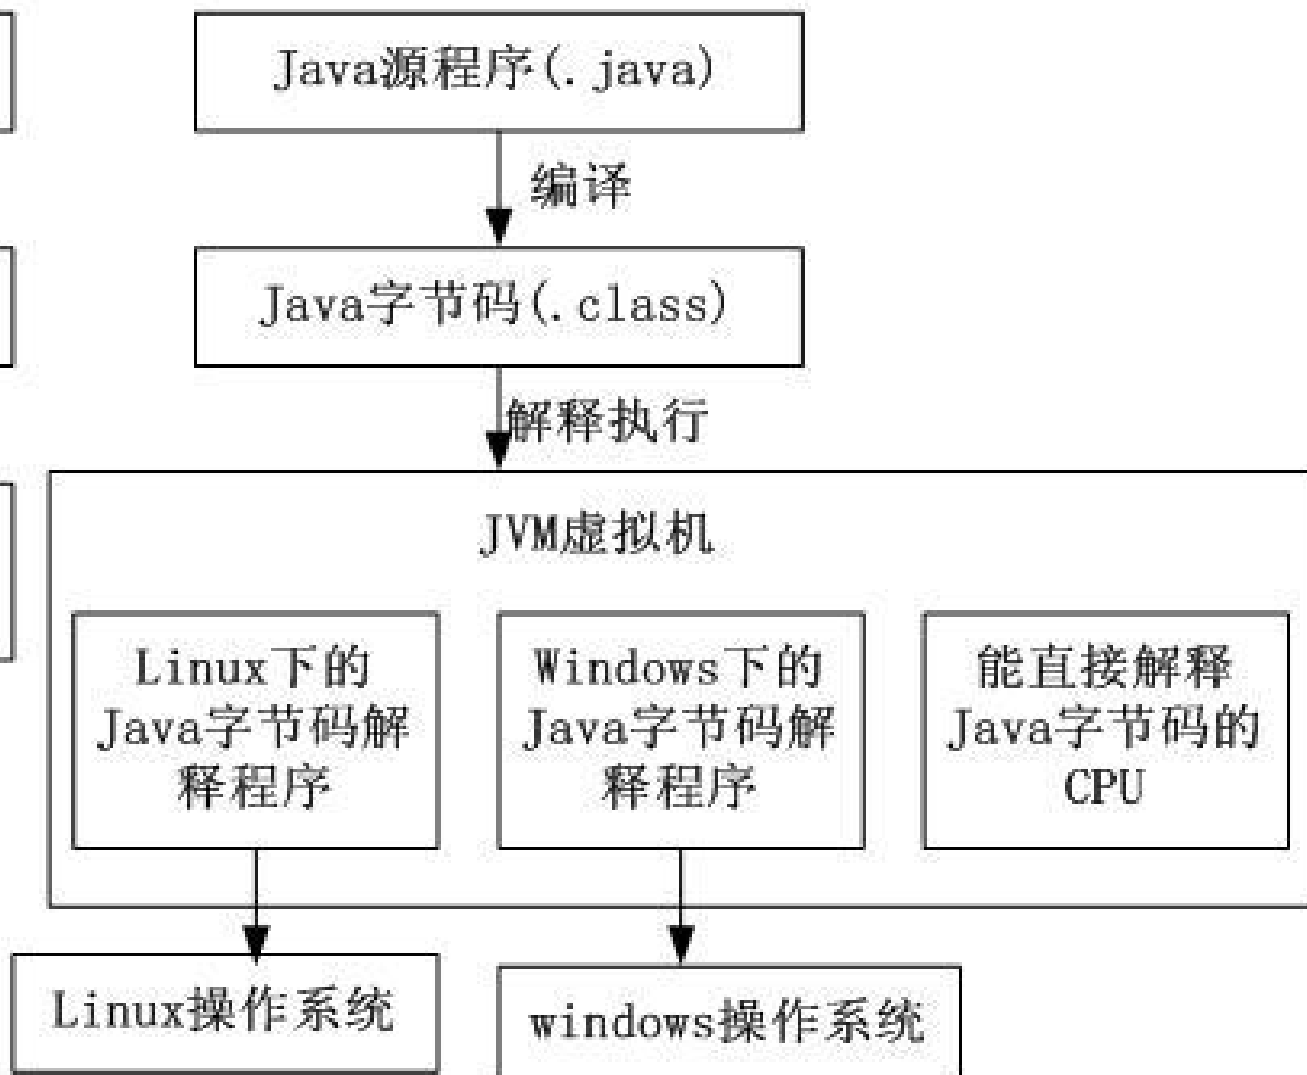 Java源程序(.java)
编译
Java字节码(.class)
解释执行
JVM虚拟机
Linux下的
Java字节码解
释程序
Windows下的
Java字节码解
释程序
能直接解释
Java字节码的
CPU
Linux操作系统
windows操作系统